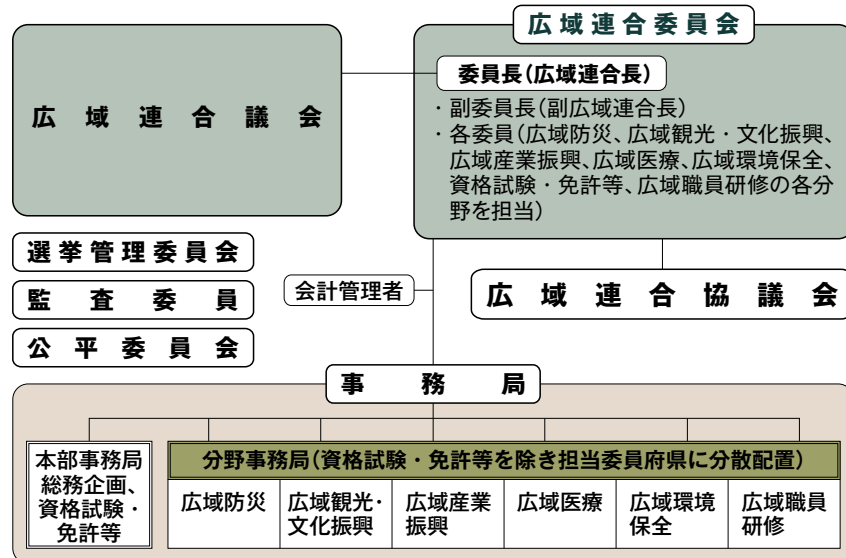 広域連合議会
広域連合委員会
委員長(広域連合長)
・副委員長(副広域連合長)
・各委員(広域防災、広域観光・文化振興、
広域産業振興、広域医療、広域環境保全、
資格試験・免許等、広域職員研修の各分
野を担当)
選挙管理委員会
監査委員
公平委員会
会計管理者
広域連合協議会
事務局
本部事務局
総務企画、
資格試験・
免許等
分野事務局(資格試験・免許等を除き担当委員府県に分散配置)
広域防災
広域観光・
文化振興
広域産業
振興
広域医療
広域環境
保全
広域職員
研修